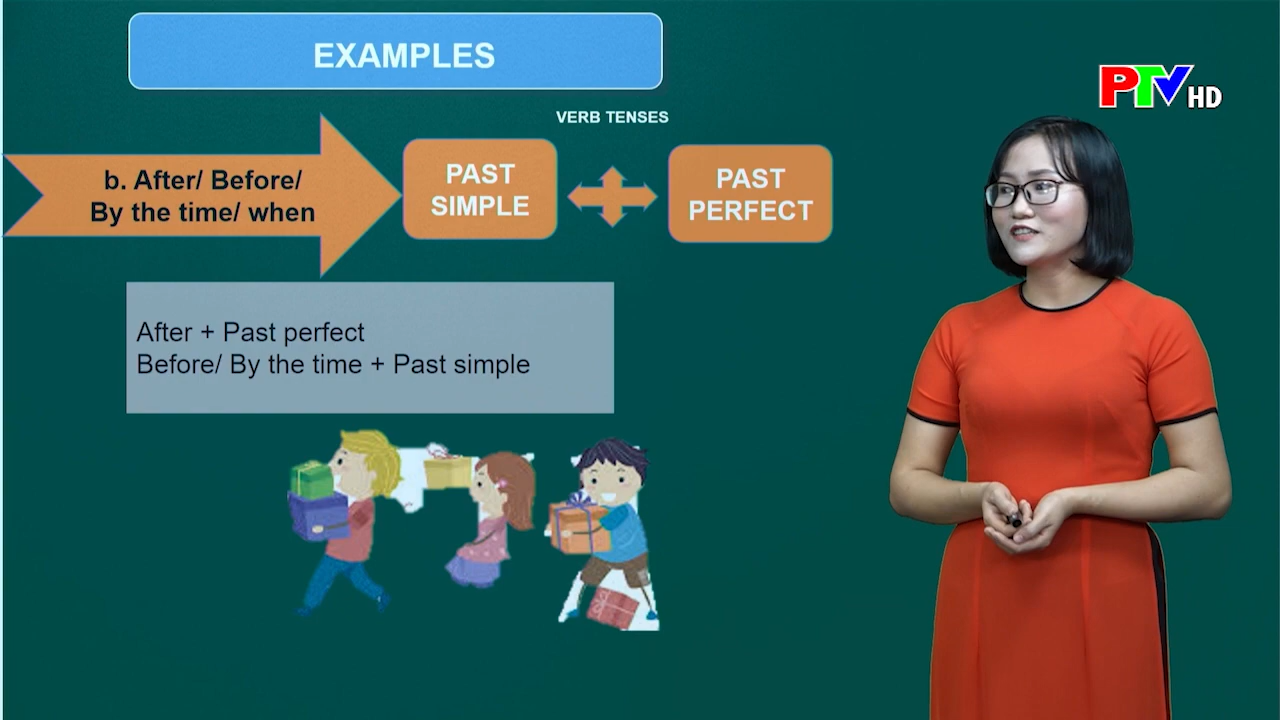 EXAMPLES
PTV HD
VERB TENSES
b. After/ Before/
By the time/ when
PAST
SIMPLE
PAST
PERFECT
After + Past perfect
Before/ By the time + Past simple